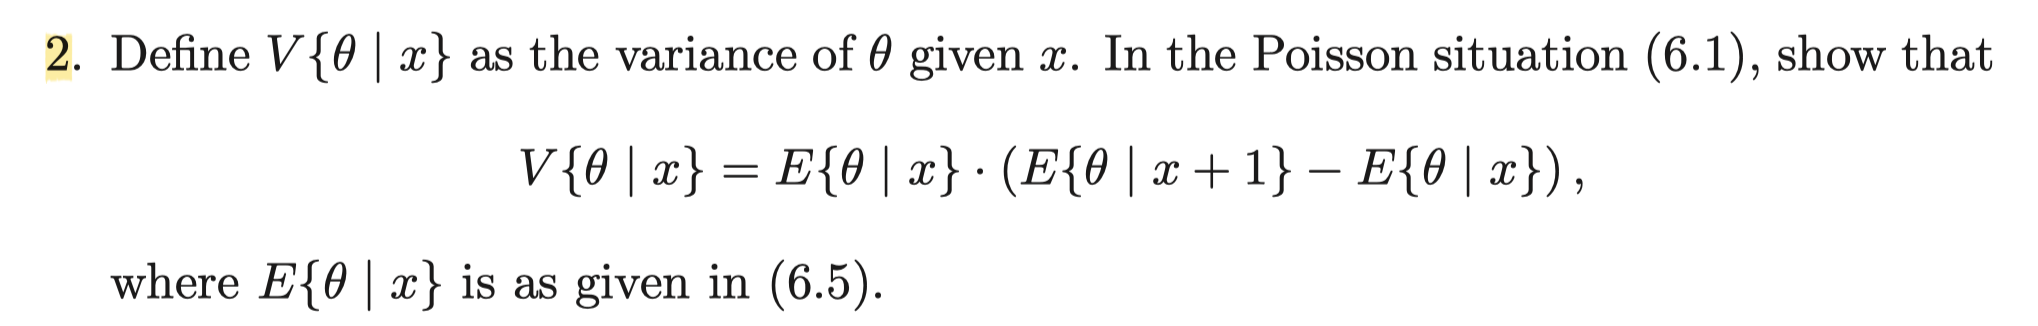 2. Define V{θ | x} as the variance of θ given x. In the Poisson situation (6.1), show that
V{θ | x} = E{θ | x} · (E{θ | x + 1} − E{θ | x}) ,
where E{θ | x} is as given in (6.5).